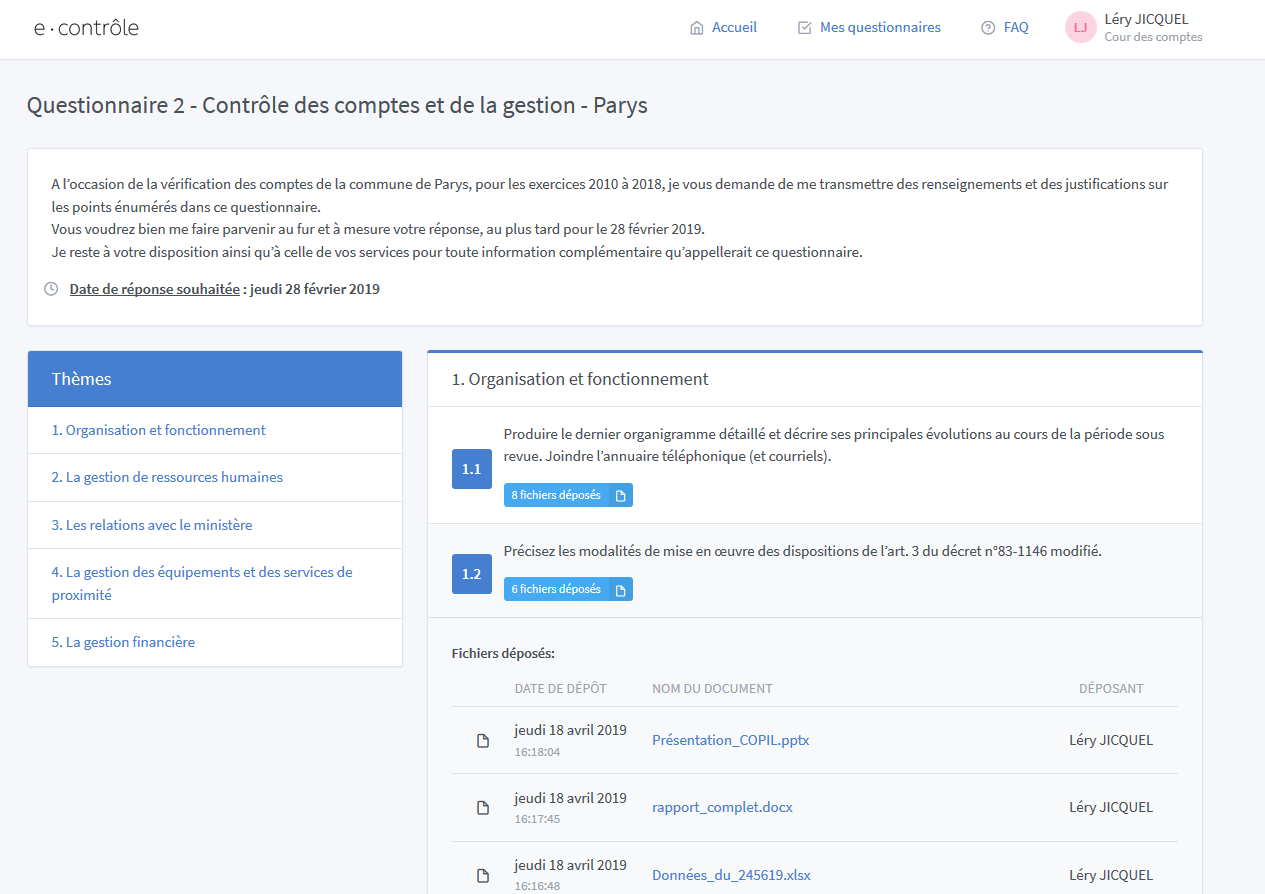 e·contrôle
Accueil
Mes questionnaires
FAQ
LJ
Léry JICQUEL
Cour des comptes
Questionnaire 2 - Contrôle des comptes et de la gestion - Parys
A l’occasion de la vérification des comptes de la commune de Parys, pour les exercices 2010 à 2018, je vous demande de me transmettre des renseignements et des justifications sur
les points énumérés dans ce questionnaire.
Vous voudrez bien me faire parvenir au fur et à mesure votre réponse, au plus tard pour le 28 février 2019.
Je reste à votre disposition ainsi qu’à celle de vos services pour toute information complémentaire qu’appellerait ce questionnaire.
Date de réponse souhaitée : jeudi 28 février 2019
Thèmes
1. Organisation et fonctionnement
2. La gestion de ressources humaines
3. Les relations avec le ministère
4. La gestion des équipements et des services de
proximité
5. La gestion financière
1. Organisation et fonctionnement
1.1
Produire le dernier organigramme détaillé et décrire ses principales évolutions au cours de la période sous
revue. Joindre l’annuaire téléphonique (et courriels).
8 fichiers déposés
1.2
Précisez les modalités de mise en œuvre des dispositions de l’art. 3 du décret n°83-1146 modifié.
6 fichiers déposés
Fichiers déposés:
DATE DE DÉPÔT NOM DU DOCUMENT DÉPOSANT
jeudi 18 avril 2019
16:18:04
Présentation_COPIL.pptx
Léry JICQUEL
jeudi 18 avril 2019
16:17:45
rapport_complet.docx
Léry JICQUEL
jeudi 18 avril 2019
16:16:48
Données_du_245619.xlsx
Léry JICQUEL